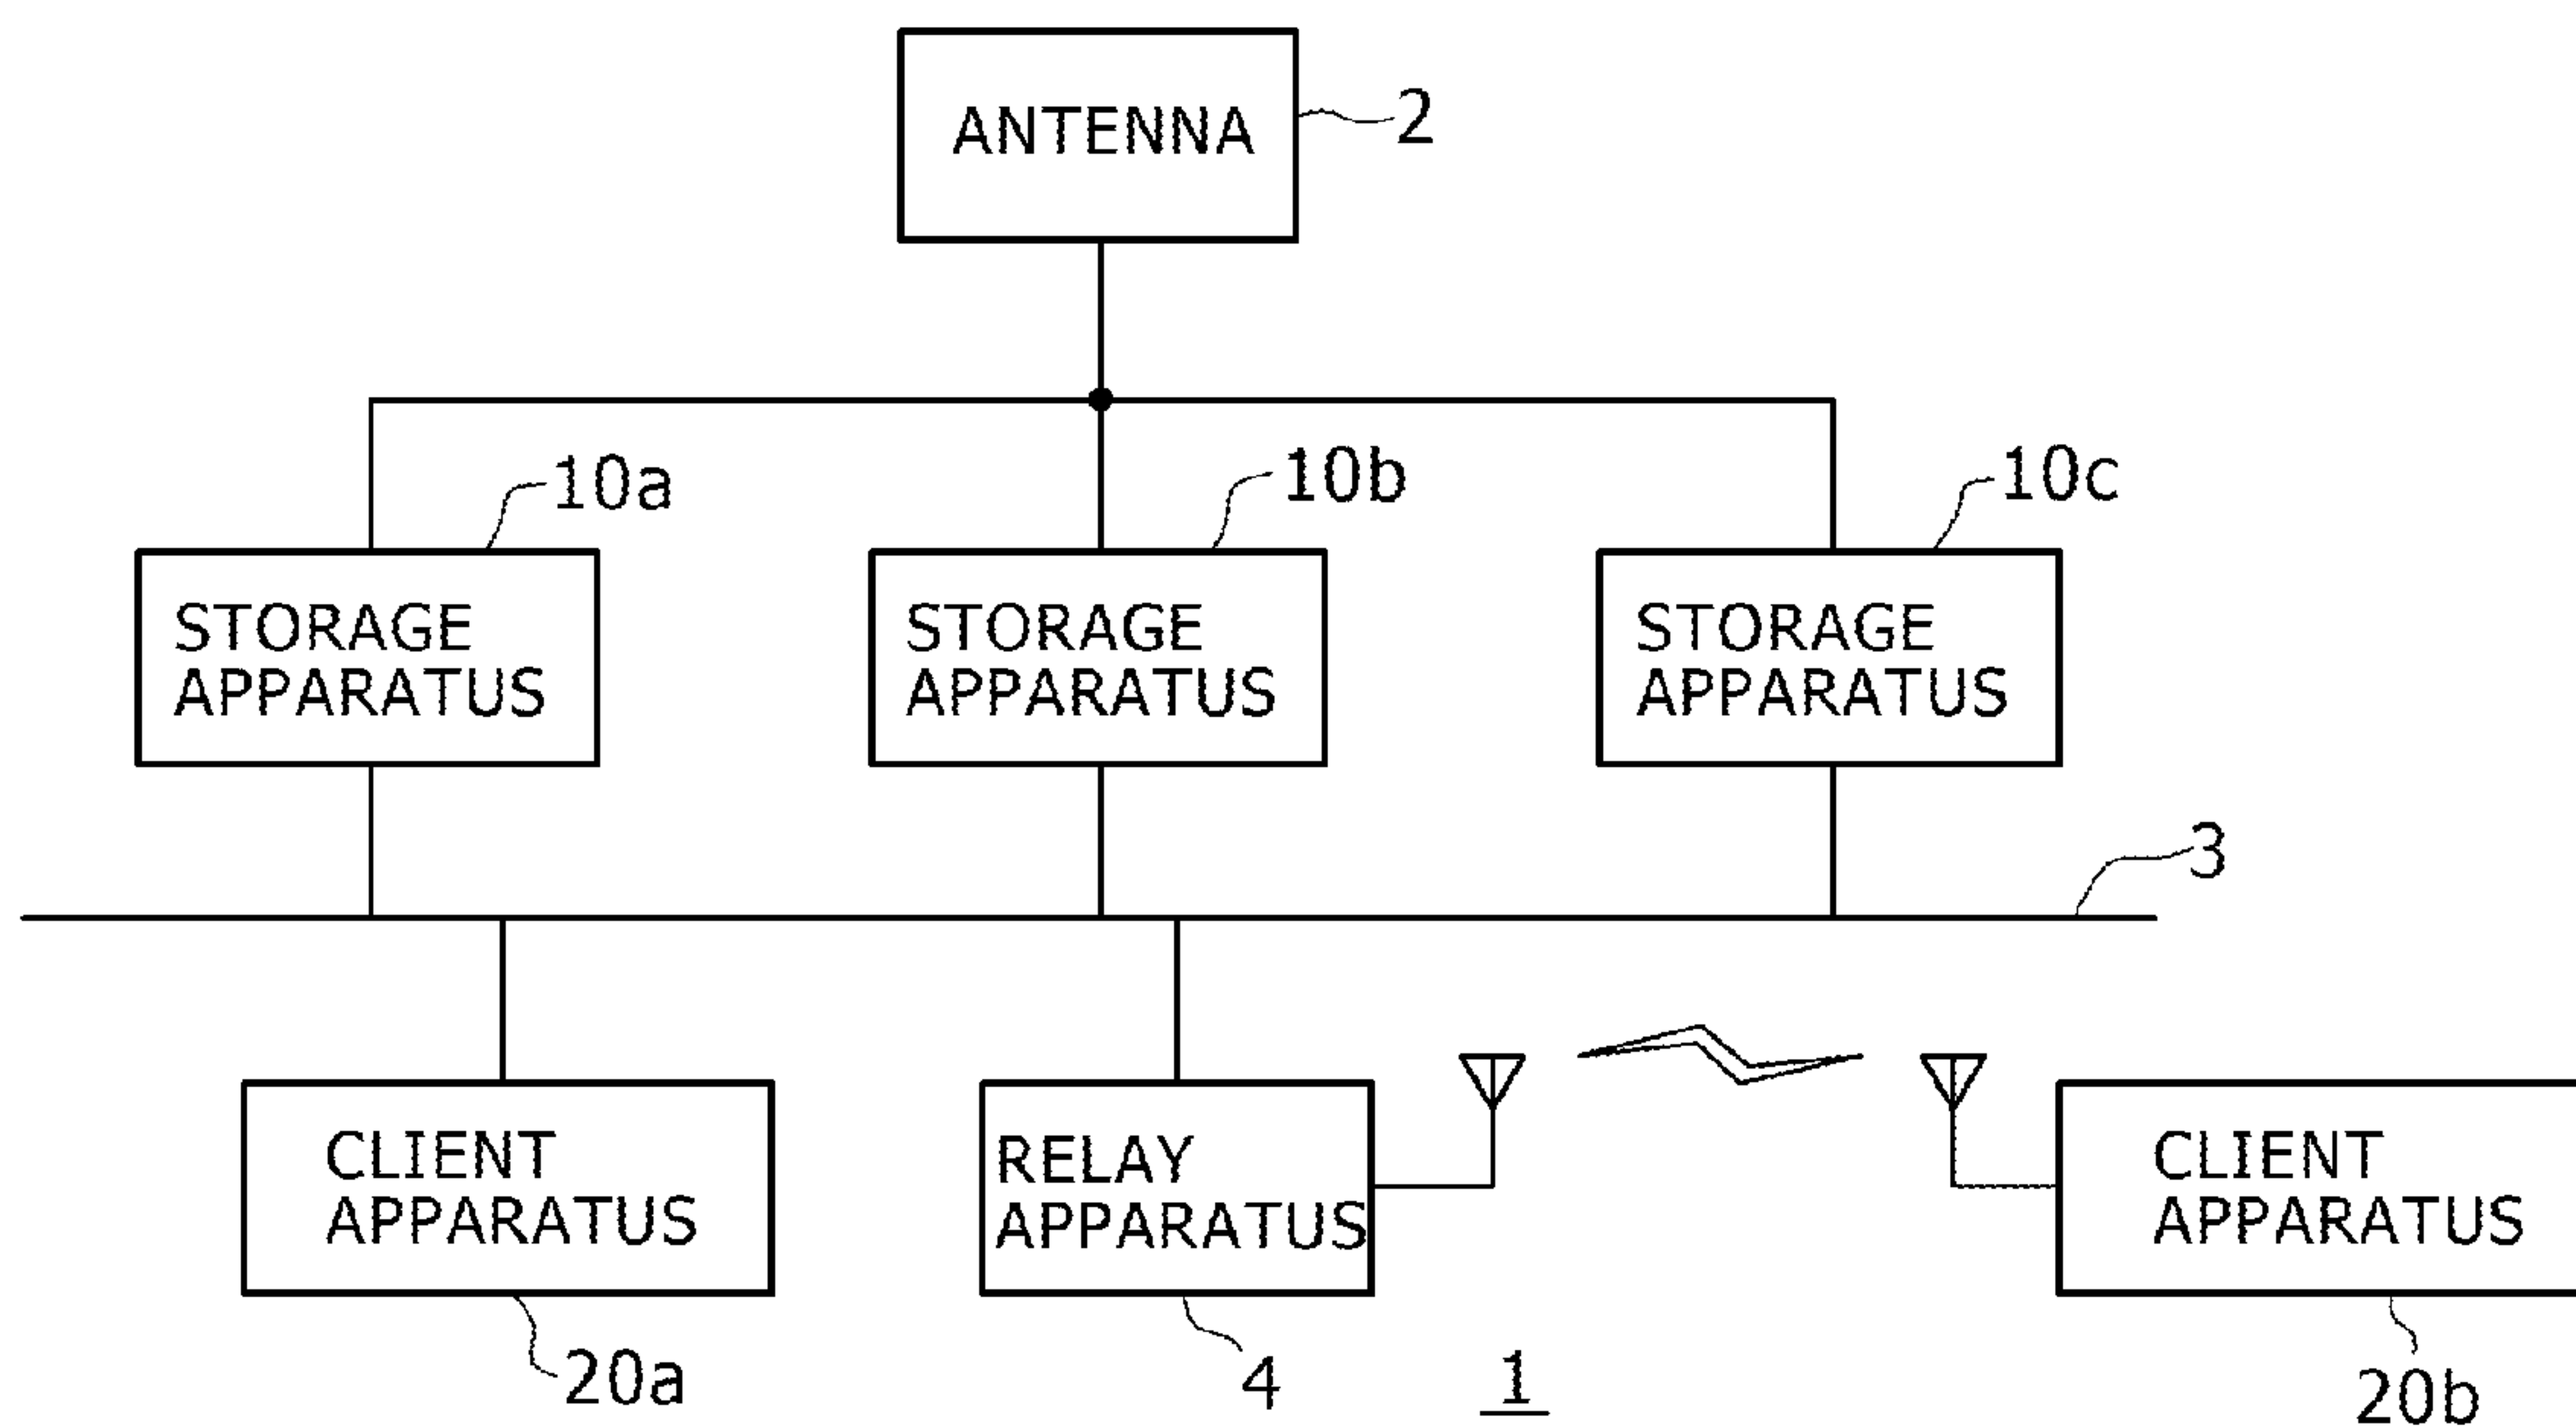 ANTENNA
2
10a
10b
10c
STORAGE
APPARATUS
STORAGE
APPARATUS
STORAGE
APPARATUS
3
CLIENT
APPARATUS
RELAY
APPARATUS
CLIENT
APPARATUS
20a
4
1
20b